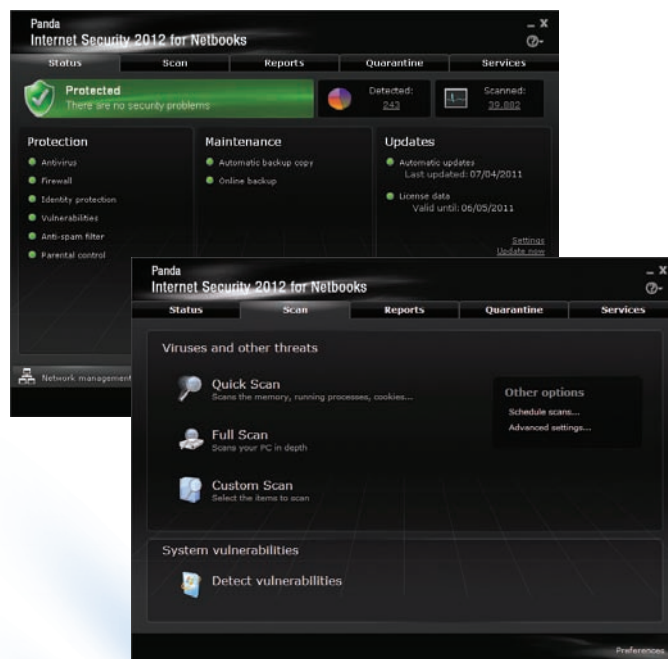 Panda
Internet Security 2012 for Netbooks
Status Scan Reports Quarantine Services
Protected
There are no security problems
Detected:
243
Scanned:
39.882
Protection
Antivirus
Firewall
Identity protection
Vulnerabilities
Anti-spam filter
Parental control
Maintenance
Automatic backup copy
Online backup
Updates
Automatic updates
Last updated: 07/04/2011
License data
Valid until: 06/05/2011
Settings
Update now
Network management
Panda
Internet Security 2012 for Netbooks
Status Scan Reports Quarantine Services
Viruses and other threats
Quick Scan
Scans the memory, running processes, cookies...
Full Scan
Scans your PC in depth
Custom Scan
Select the items to scan
Other options
Schedule scans...
Advanced settings...
System vulnerabilities
Detect vulnerabilities
Preferences